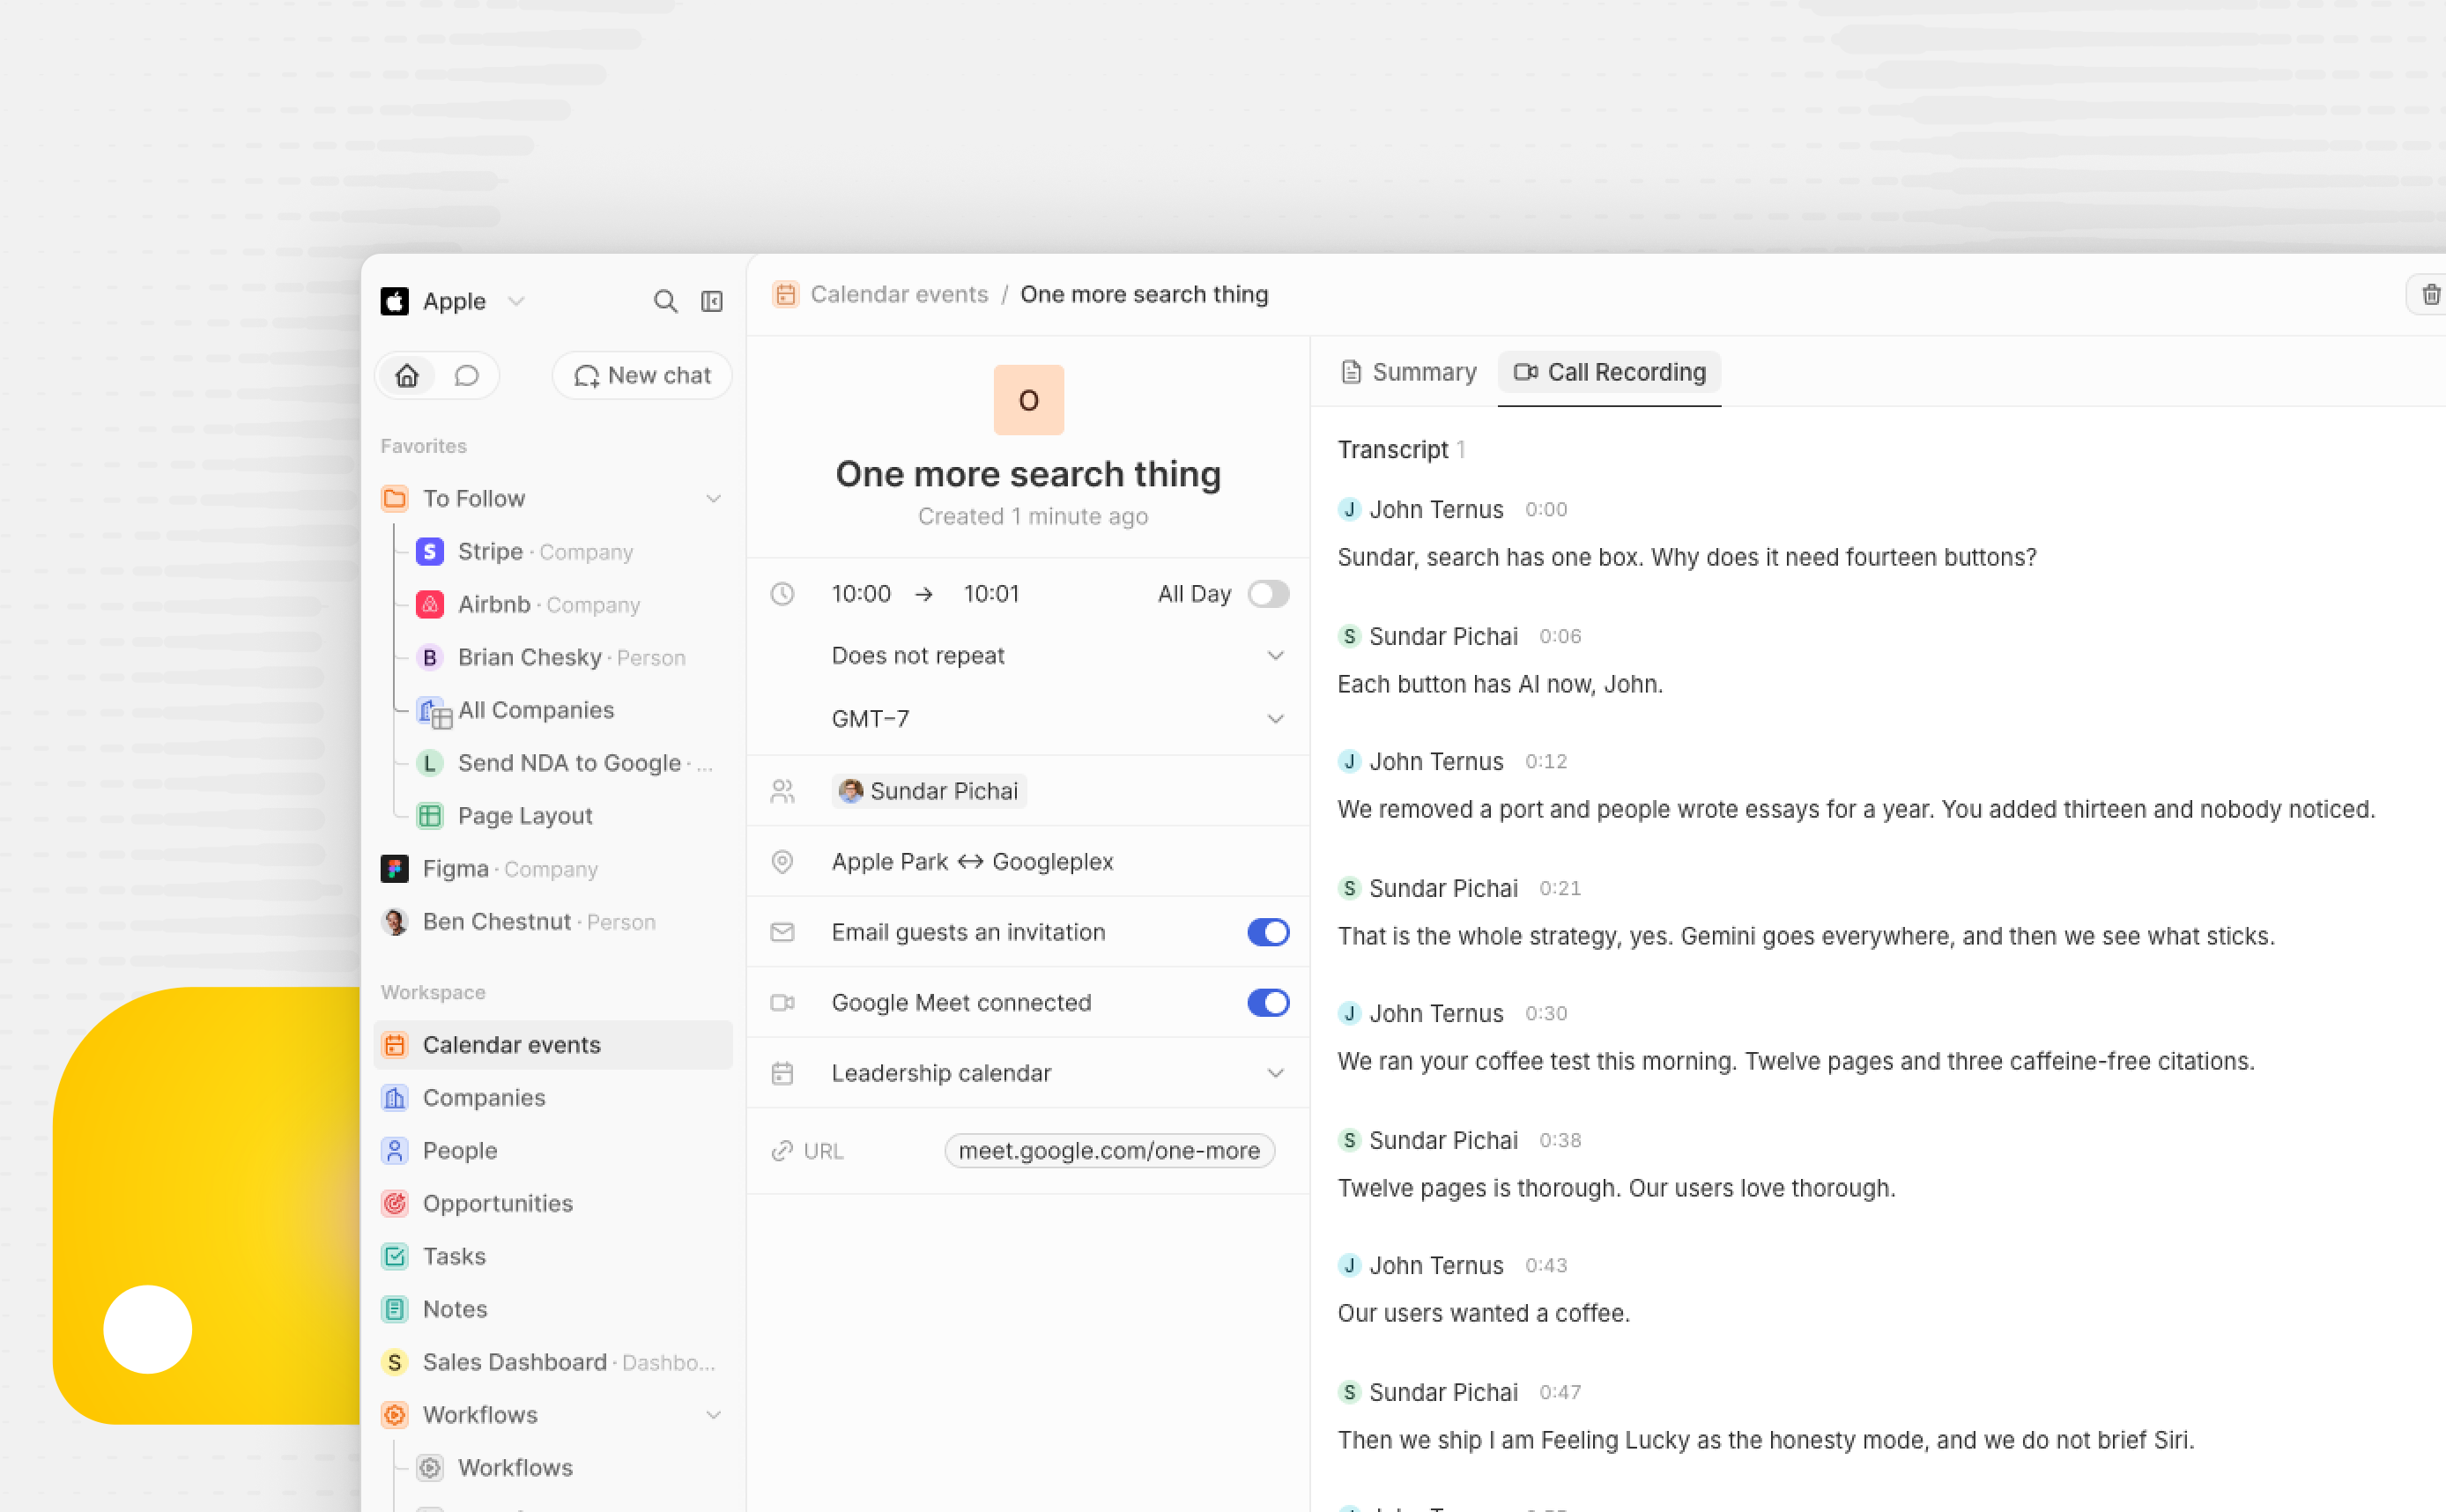 Apple
New chat
Favorites
To Follow
Stripe · Company
Airbnb · Company
B Brian Chesky · Person
All Companies
L Send NDA to Google · ...
Page Layout
Figma · Company
Ben Chestnut · Person
Workspace
Calendar events
Companies
People
Opportunities
Tasks
Notes
S Sales Dashboard · Dashbo...
Workflows
Workflows
Calendar events / One more search thing
O
One more search thing
Created 1 minute ago
10:00 → 10:01 All Day
Does not repeat
GMT−7
Sundar Pichai
Apple Park ↔ Googleplex
Email guests an invitation
Google Meet connected
Leadership calendar
URL meet.google.com/one-more
Summary Call Recording
Transcript 1
J John Ternus 0:00
Sundar, search has one box. Why does it need fourteen buttons?
S Sundar Pichai 0:06
Each button has AI now, John.
J John Ternus 0:12
We removed a port and people wrote essays for a year. You added thirteen and nobody noticed.
S Sundar Pichai 0:21
That is the whole strategy, yes. Gemini goes everywhere, and then we see what sticks.
J John Ternus 0:30
We ran your coffee test this morning. Twelve pages and three caffeine-free citations.
S Sundar Pichai 0:38
Twelve pages is thorough. Our users love thorough.
J John Ternus 0:43
Our users wanted a coffee.
S Sundar Pichai 0:47
Then we ship I am Feeling Lucky as the honesty mode, and we do not brief Siri.